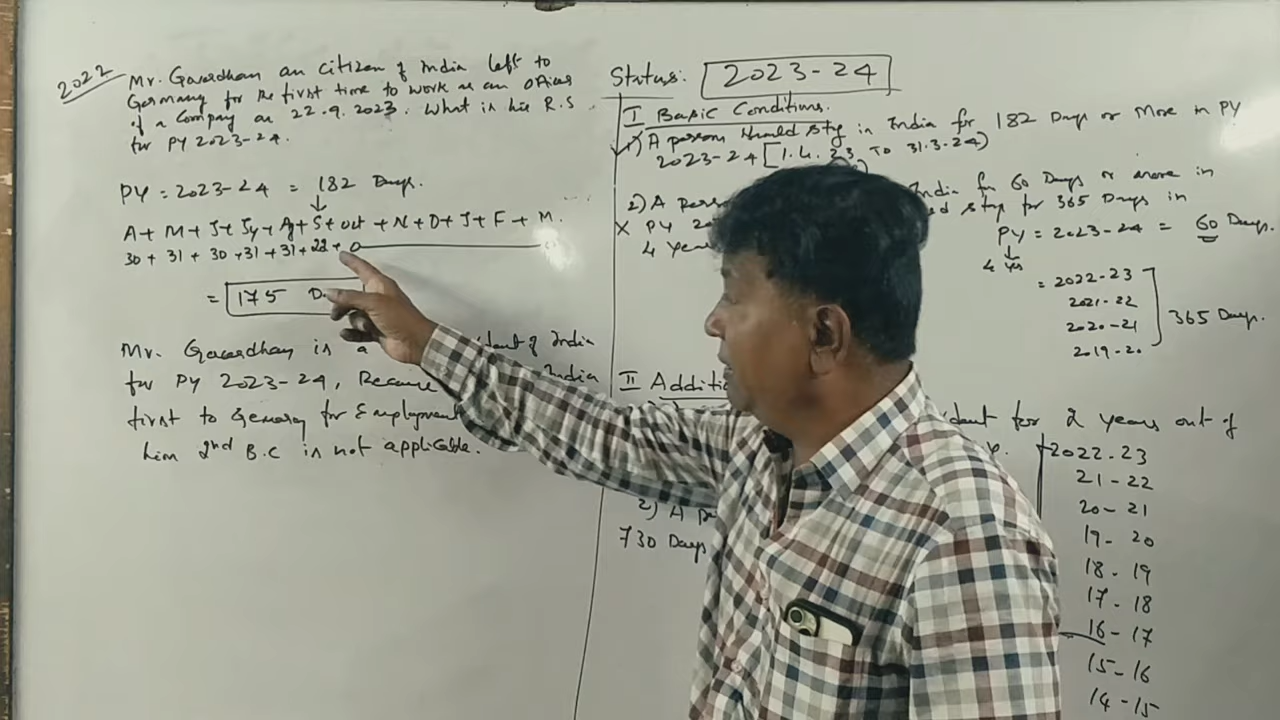 2022
Mr. Govardhan an citizen of India left to
Germany for the first time to work as an officer
of a Company on 22.9.2023. What is his R.S
for PY 2023-24.
PY = 2023-24 = 182 Days.
A + M + J + Jy + Ag + S + Oct + N + D + J + F + M.
30 + 31 + 30 + 31 + 31 + 22 + 0
= 175 D
Mr. Govardhan is a of India
for PY 2023-24, Because India
first to Germany for Employment
him 2nd B.C is not applicable.
Status: 2023-24
I Basic Conditions.
1) A person should stay in India for 182 Days or More in PY
2023-24 [1.4.23 TO 31.3.24)
2) A pers India for 60 Days or more in
X PY 20 stay for 365 Days in
4 Years
PY = 2023-24 = 60 Days.
4 Yrs
= 2022-23
2021-22
2020-21
2019-20
365 Days.
II Additi
for 2 years out of
2022-23
21-22
20-21
19-20
18-19
17-18
16-17
15-16
14-15
2) A
730 Days